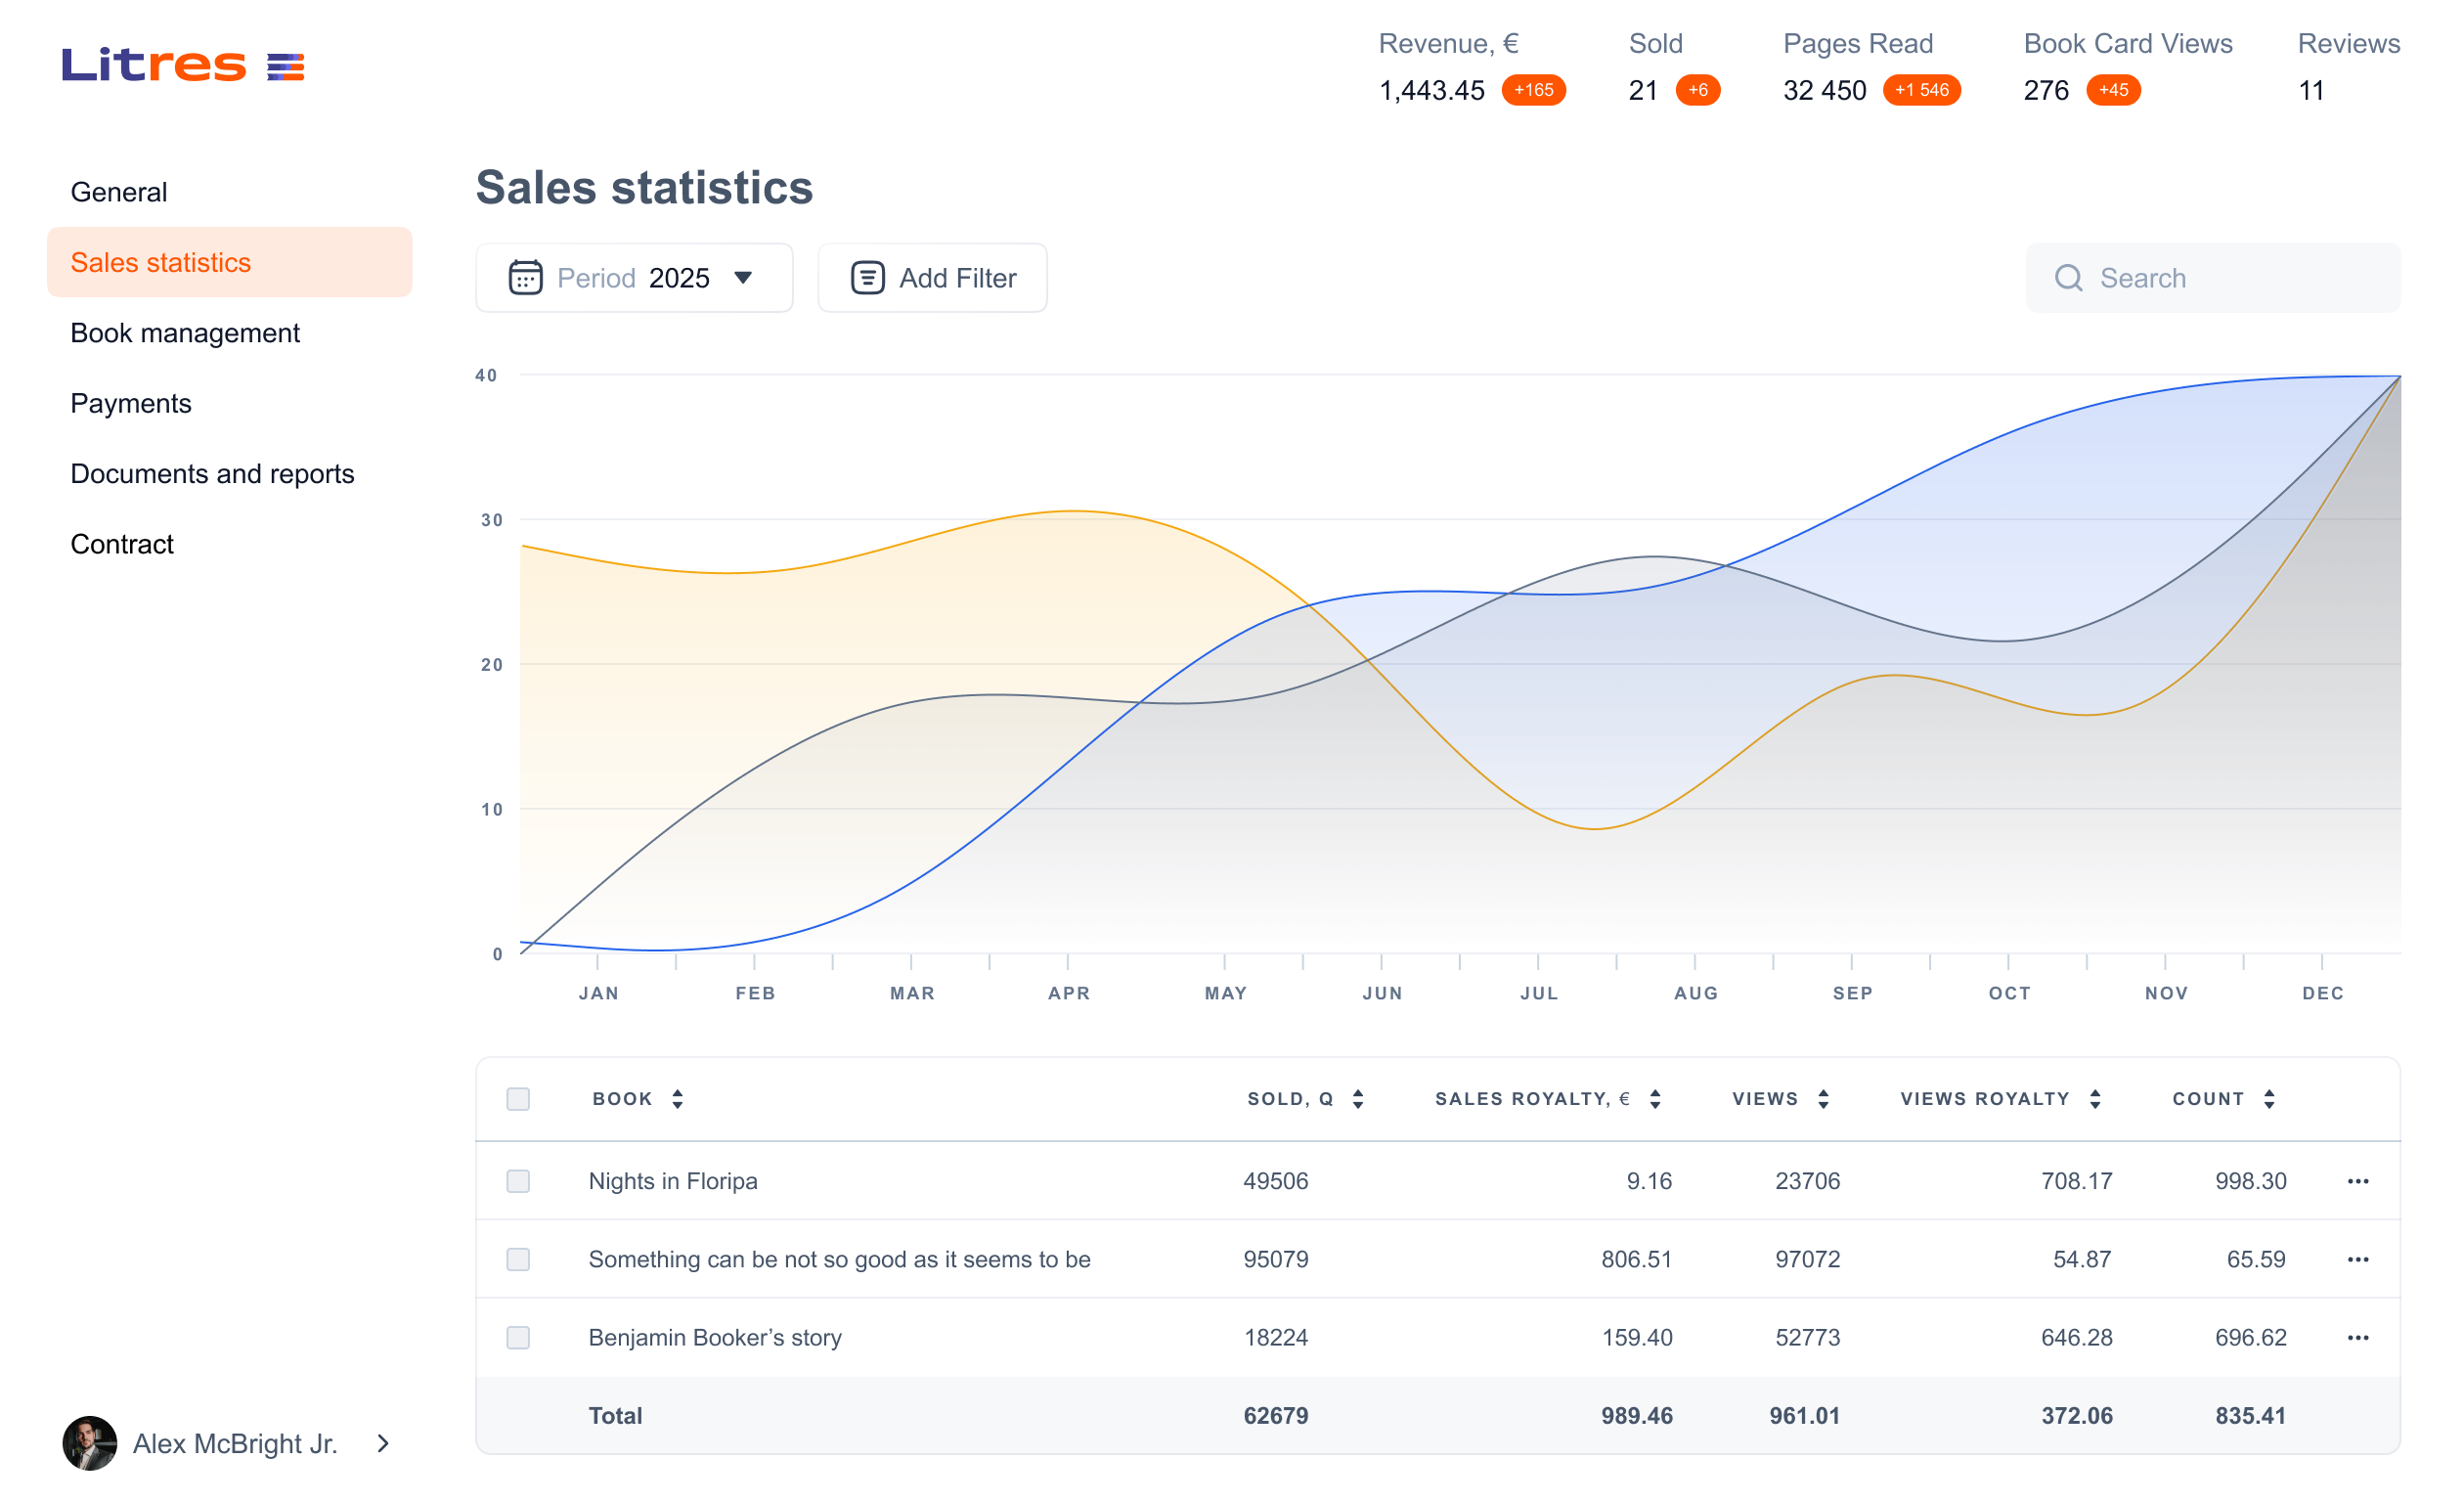 Litres
Revenue, € Sold Pages Read Book Card Views Reviews
1,443.45 +165 21 +6 32 450 +1 546 276 +45 11
General
Sales statistics
Book management
Payments
Documents and reports
Contract
Alex McBright Jr.
Sales statistics
Period 2025 Add Filter Search
40
30
20
10
0
JAN FEB MAR APR MAY JUN JUL AUG SEP OCT NOV DEC
BOOK SOLD, Q SALES ROYALTY, € VIEWS VIEWS ROYALTY COUNT
Nights in Floripa 49506 9.16 23706 708.17 998.30
Something can be not so good as it seems to be 95079 806.51 97072 54.87 65.59
Benjamin Booker’s story 18224 159.40 52773 646.28 696.62
Total 62679 989.46 961.01 372.06 835.41